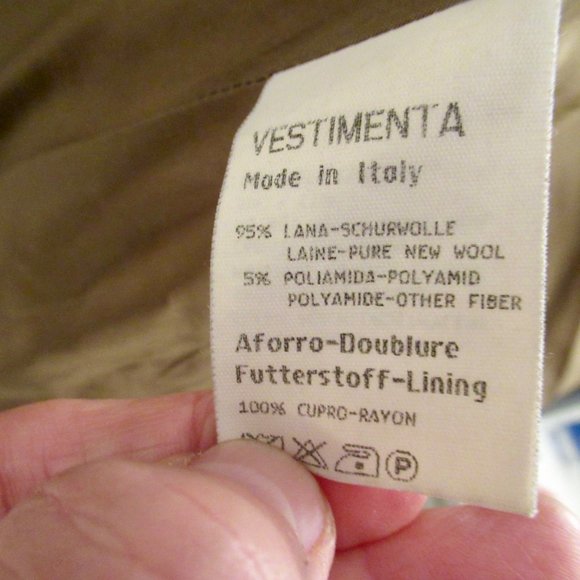 VESTIMENTA
Made in Italy
95% LANA-SCHURWOLLE
LAINE-PURE NEW WOOL
5% POLIAMIDA-POLYAMID
POLYAMIDE-OTHER FIBER
Aforro-Doublure
Futterstoff-Lining
100% CUPRO-RAYON
P